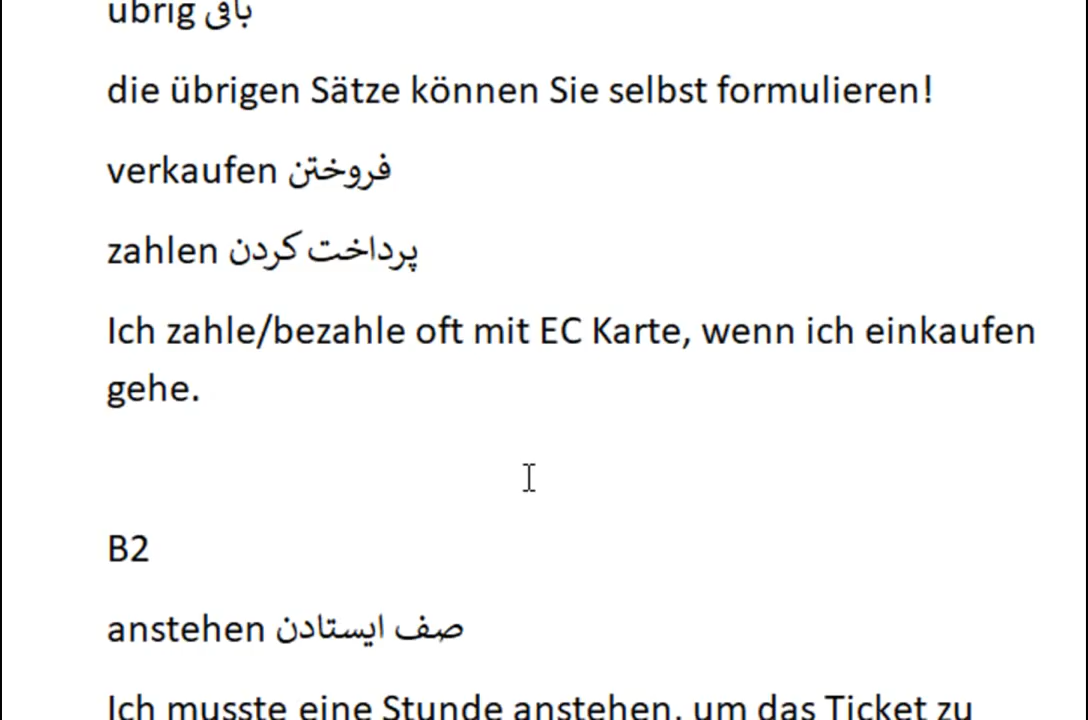 übrig باقی
die übrigen Sätze können Sie selbst formulieren!
verkaufen فروختن
zahlen پرداخت کردن
Ich zahle/bezahle oft mit EC Karte, wenn ich einkaufen
gehe.
B2
anstehen صف ایستادن
Ich musste eine Stunde anstehen, um das Ticket zu